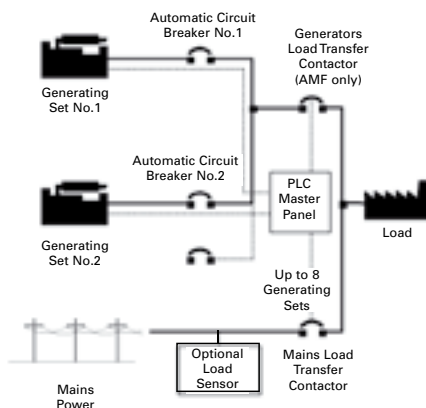 Automatic Circuit
Breaker No.1
Generators
Load Transfer
Contactor
(AMF only)
Generating
Set No.1
Automatic Circuit
Breaker No.2
PLC
Master
Panel
Load
Generating
Set No.2
Up to 8
Generating
Sets
Optional
Load
Sensor
Mains Load
Transfer
Contactor
Mains
Power